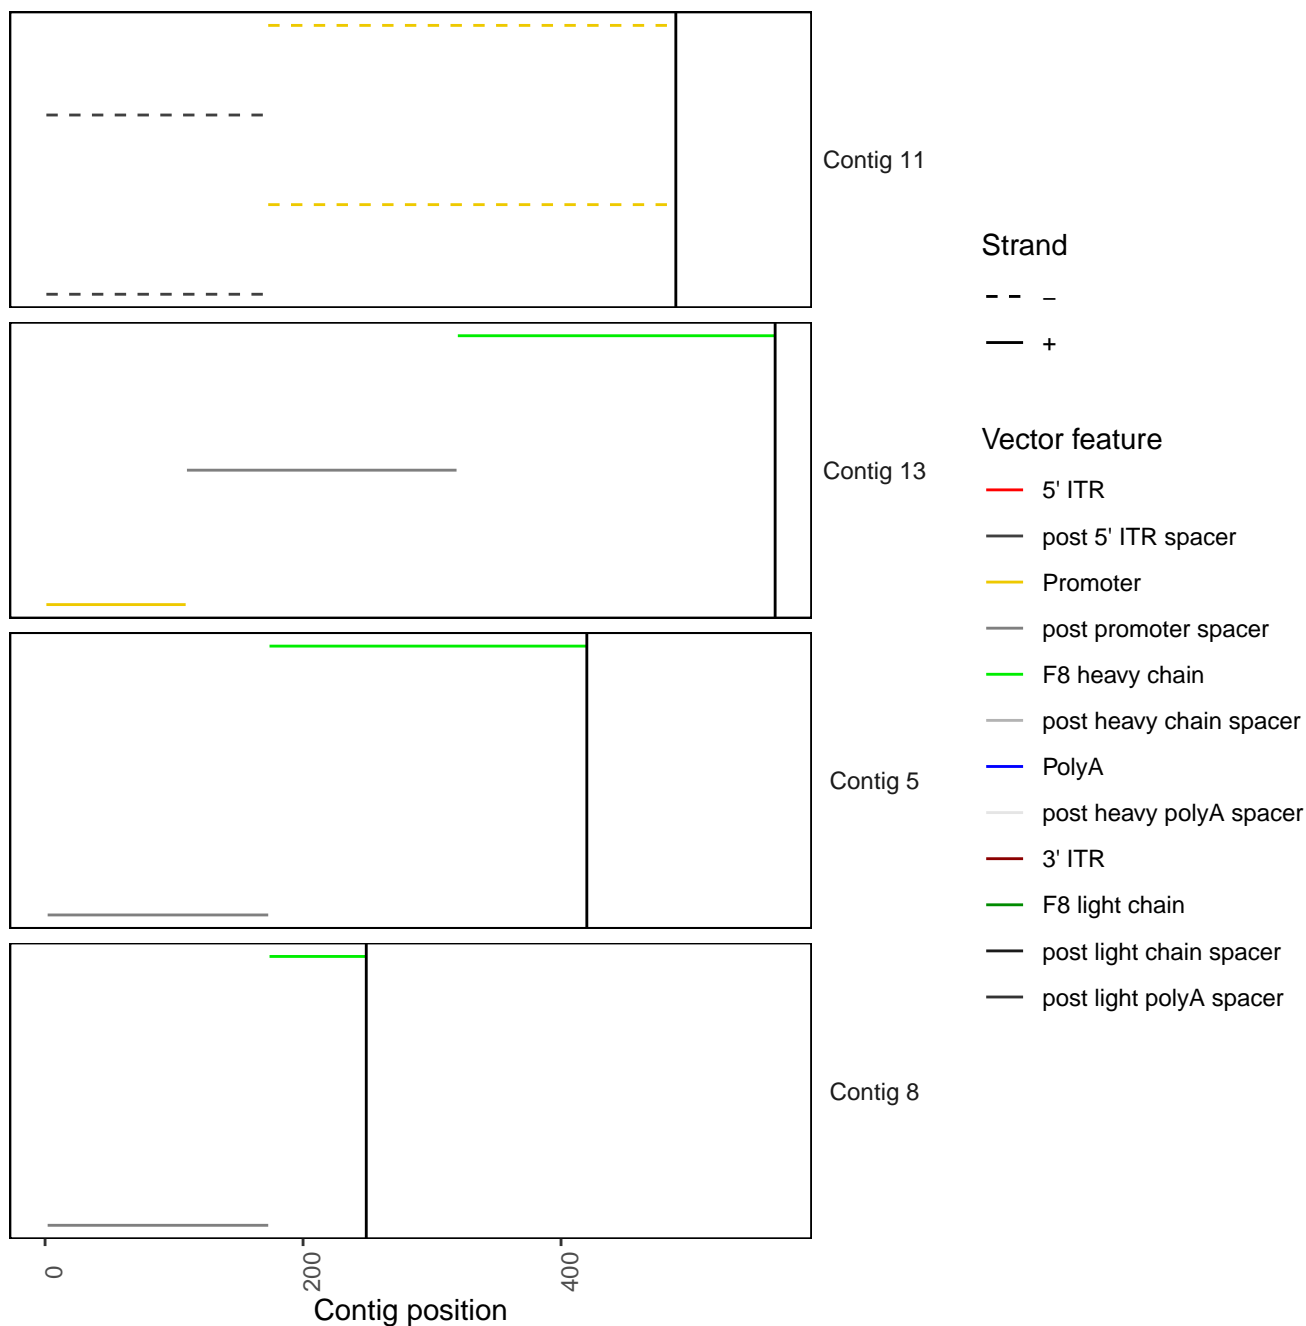 Contig 11
Contig 13
Contig 5
Contig 8
0
200
400
Contig position
Strand
–
+
Vector feature
5' ITR
post 5' ITR spacer
Promoter
post promoter spacer
F8 heavy chain
post heavy chain spacer
PolyA
post heavy polyA spacer
3' ITR
F8 light chain
post light chain spacer
post light polyA spacer